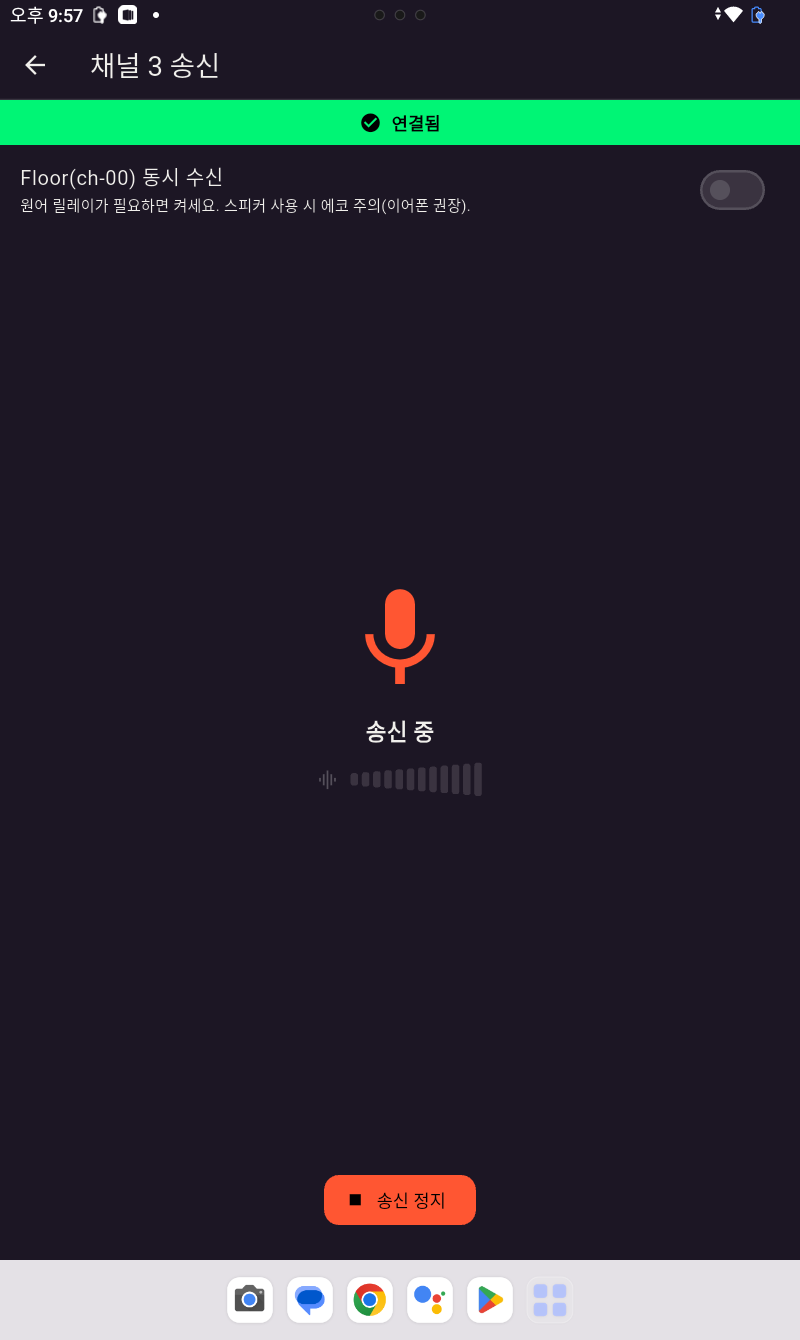 오후 9:57
채널 3 송신
연결됨
Floor(ch-00) 동시 수신
원어 릴레이가 필요하면 켜세요. 스피커 사용 시 에코 주의(이어폰 권장).
송신 중
송신 정지